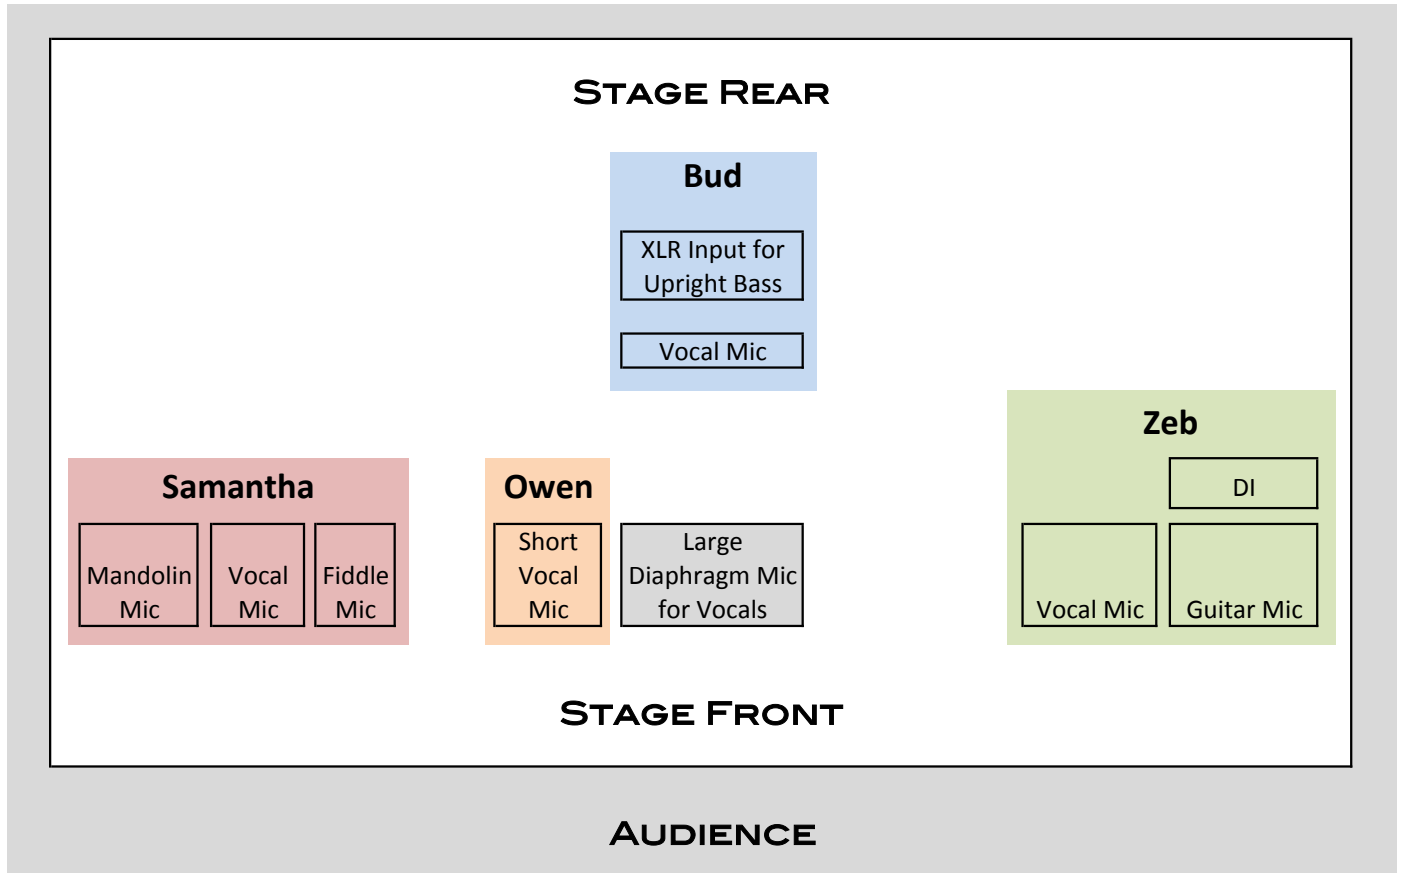 STAGE REAR
Bud
XLR Input for
Upright Bass
Vocal Mic
Samantha
Mandolin
Mic
Vocal
Mic
Fiddle
Mic
Owen
Short
Vocal
Mic
Large
Diaphragm Mic
for Vocals
Zeb
DI
Vocal Mic
Guitar Mic
STAGE FRONT
AUDIENCE